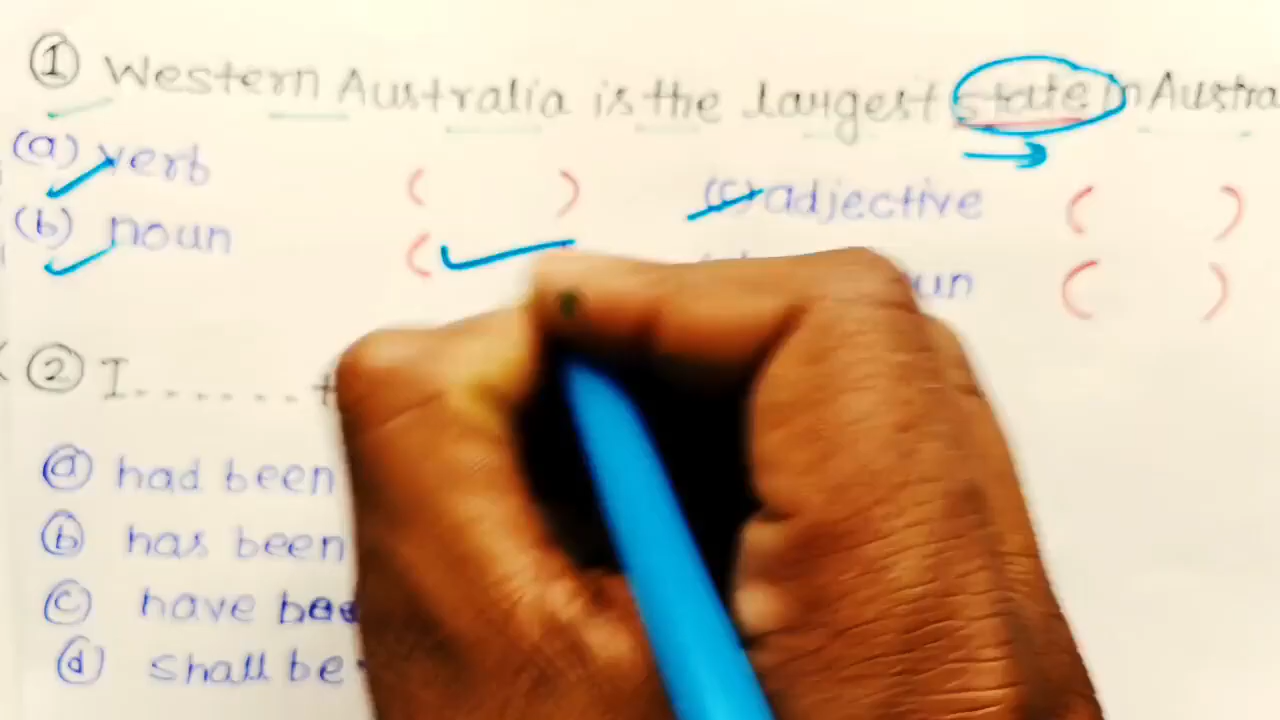 ① Western Australia is the largest state in Austra
(a) verb ( ) (c) adjective ( )
(b) noun ( ( )
② I.......
ⓐ had been
ⓑ has been
ⓒ have
ⓓ shall be